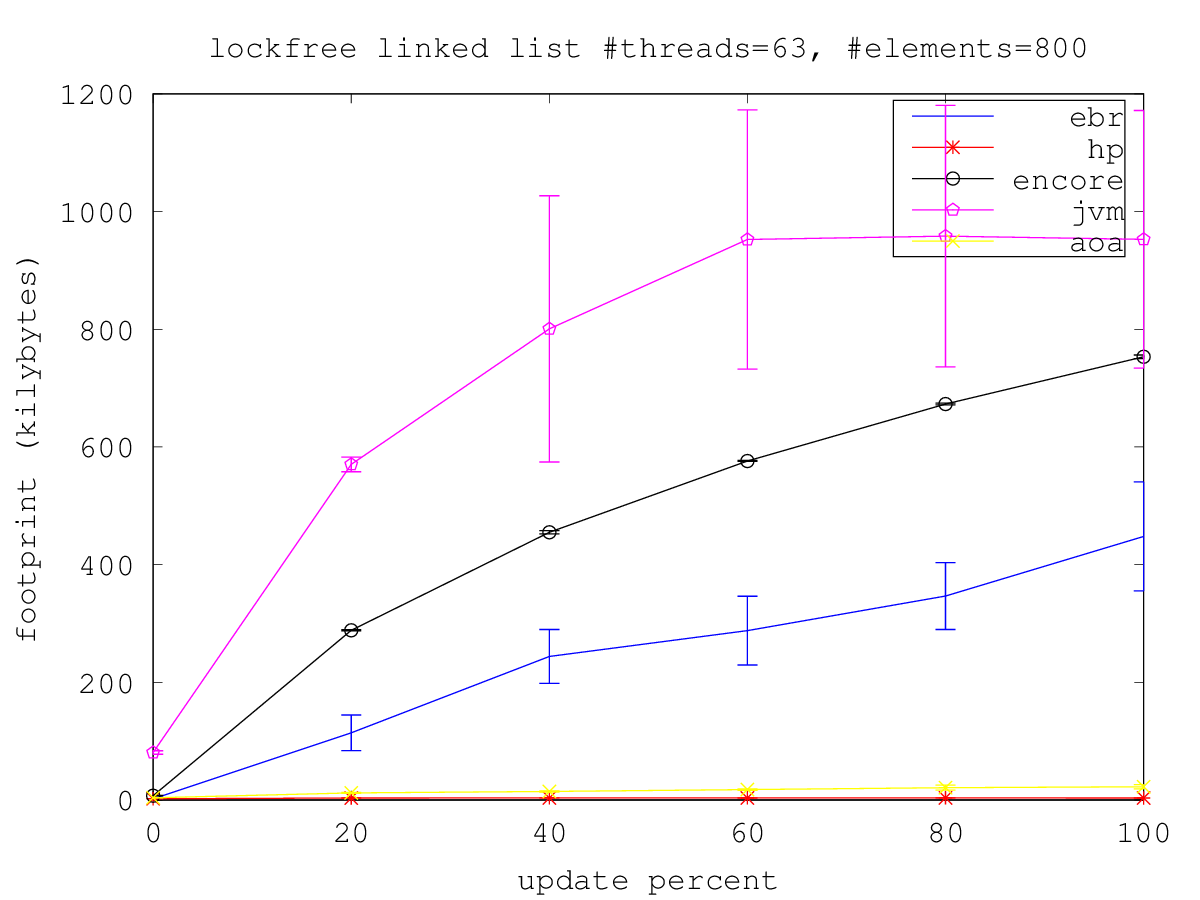 lockfree linked list #threads=63, #elements=800
1200
1000
800
600
400
200
0
footprint (kilybytes)
ebr
hp
encore
jvm
aoa
0 20 40 60 80 100
update percent